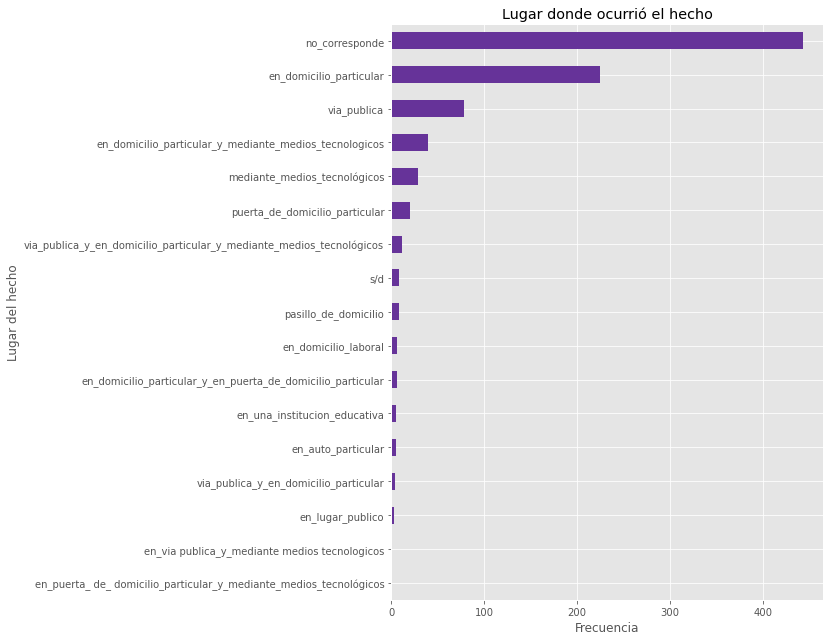 Lugar donde ocurrió el hecho
no_corresponde
en_domicilio_particular
via_publica
en_domicilio_particular_y_mediante_medios_tecnologicos
mediante_medios_tecnológicos
puerta_de_domicilio_particular
via_publica_y_en_domicilio_particular_y_mediante_medios_tecnológicos
s/d
pasillo_de_domicilio
en_domicilio_laboral
en_domicilio_particular_y_en_puerta_de_domicilio_particular
en_una_institucion_educativa
en_auto_particular
via_publica_y_en_domicilio_particular
en_lugar_publico
en_via publica_y_mediante medios tecnologicos
en_puerta_ de_ domicilio_particular_y_mediante_medios_tecnológicos
Lugar del hecho
0 100 200 300 400
Frecuencia